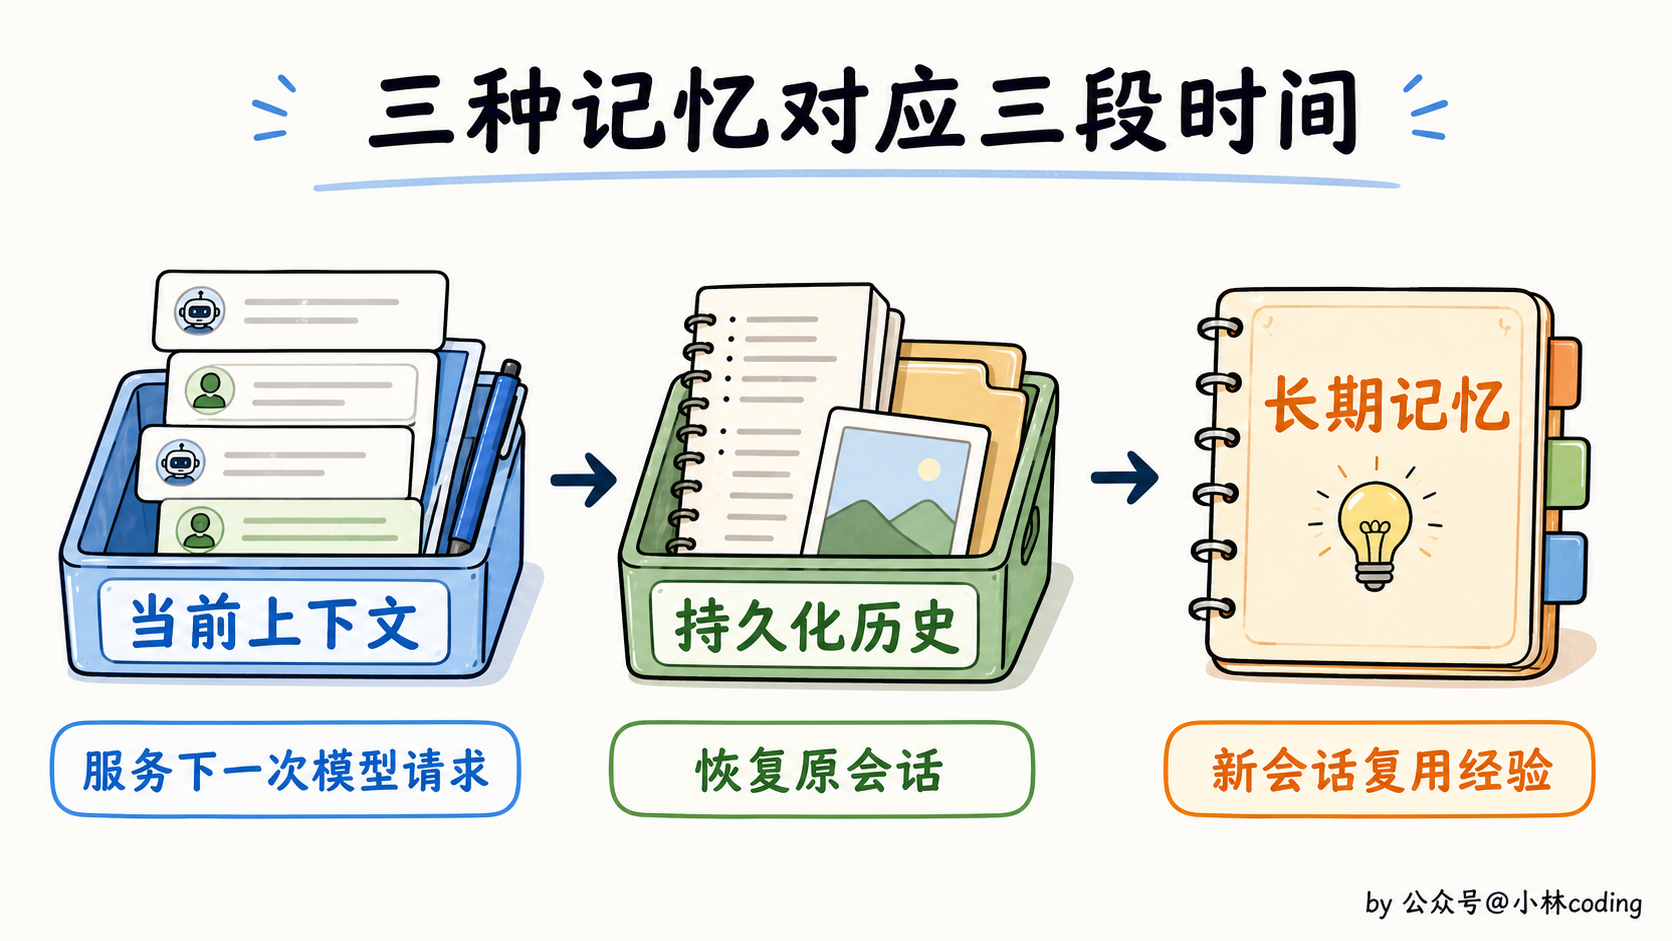 三种记忆对应三段时间
当前上下文
持久化历史
长期记忆
服务下一次模型请求
恢复原会话
新会话复用经验
by 公众号@小林coding